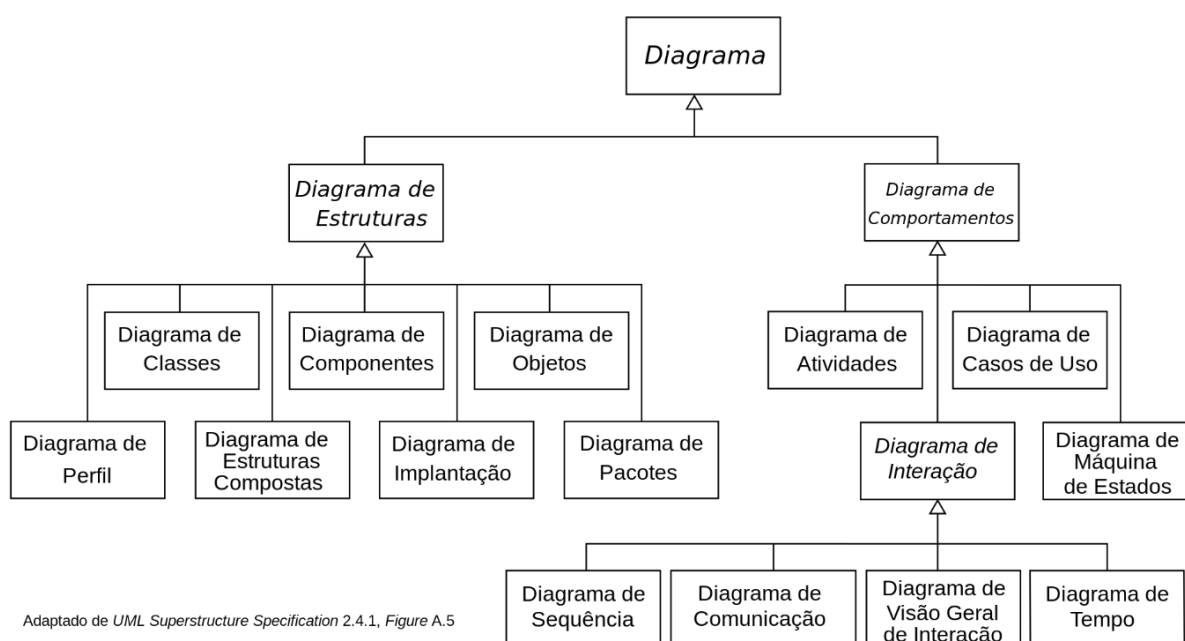 Diagrama
Diagrama de
Estruturas
Diagrama de
Comportamentos
Diagrama de
Classes
Diagrama de
Componentes
Diagrama de
Objetos
Diagrama de
Atividades
Diagrama de
Casos de Uso
Diagrama de
Perfil
Diagrama de
Estruturas
Compostas
Diagrama de
Implantação
Diagrama de
Pacotes
Diagrama de
Interação
Diagrama de
Máquina
de Estados
Diagrama de
Sequência
Diagrama de
Comunicação
Diagrama de
Visão Geral
de Interação
Diagrama de
Tempo
Adaptado de UML Superstructure Specification 2.4.1, Figure A.5